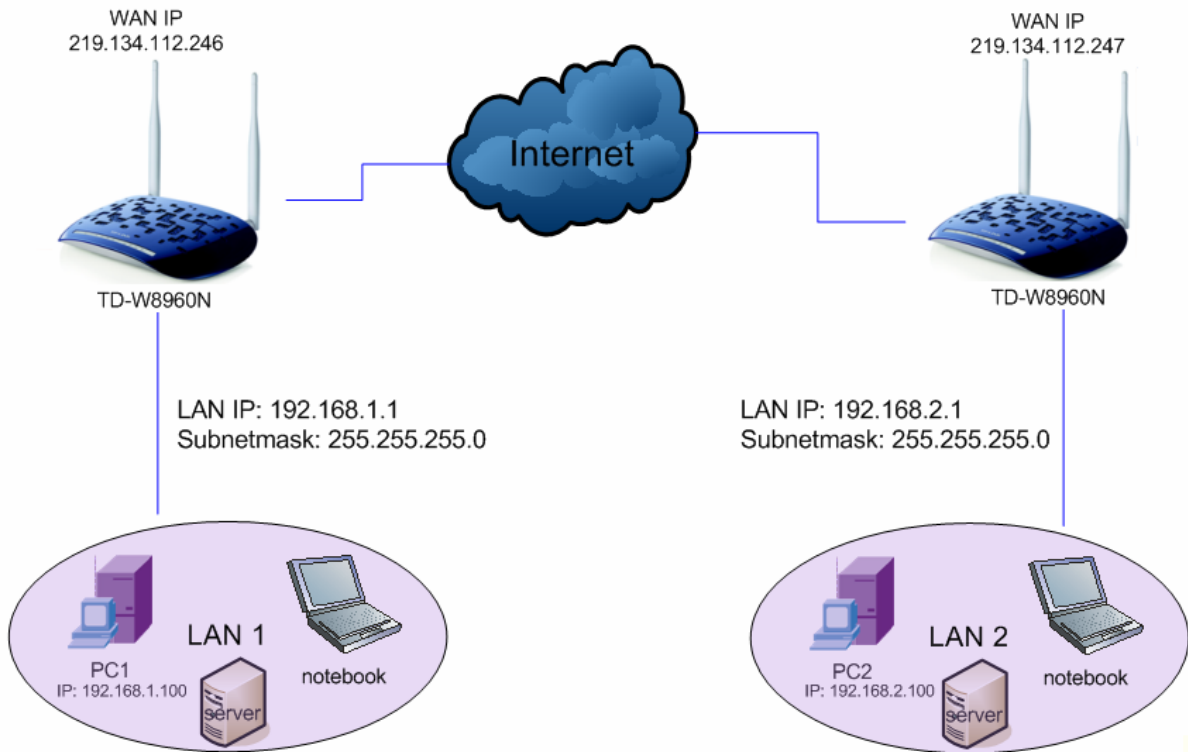 WAN IP
219.134.112.246
WAN IP
219.134.112.247
Internet
TD-W8960N
TD-W8960N
LAN IP: 192.168.1.1
Subnetmask: 255.255.255.0
LAN IP: 192.168.2.1
Subnetmask: 255.255.255.0
LAN 1
PC1
IP: 192.168.1.100
server
notebook
LAN 2
PC2
IP: 192.168.2.100
server
notebook